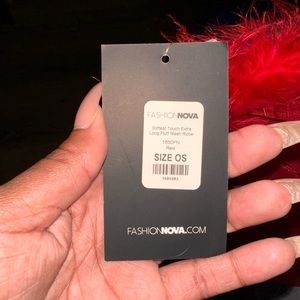 FASHIONNOVA
Softest Touch Extra
Long Fluff Mesh Robe
Red
SIZE OS
FASHIONNOVA.COM